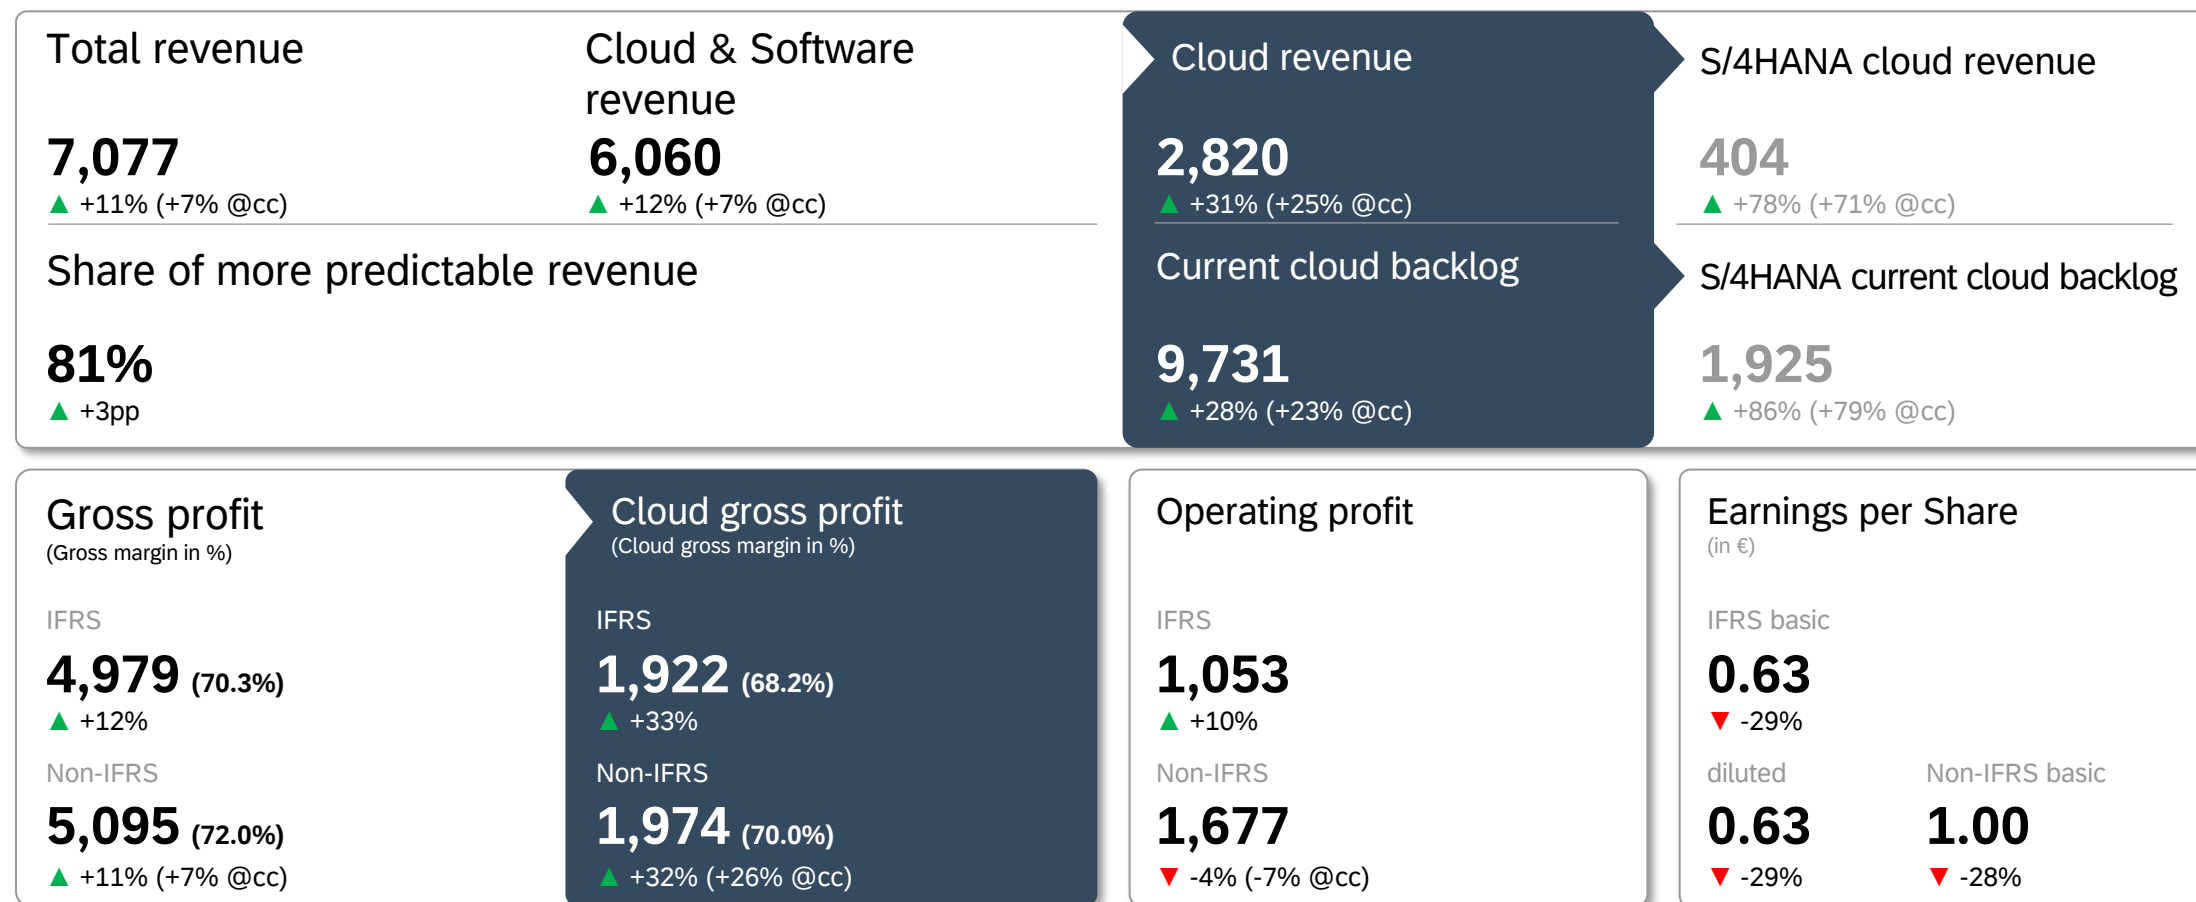 Total revenue
7,077
▲ +11% (+7% @cc)
Cloud & Software
revenue
6,060
▲ +12% (+7% @cc)
Share of more predictable revenue
81%
▲ +3pp
Cloud revenue
2,820
▲ +31% (+25% @cc)
Current cloud backlog
9,731
▲ +28% (+23% @cc)
S/4HANA cloud revenue
404
▲ +78% (+71% @cc)
S/4HANA current cloud backlog
1,925
▲ +86% (+79% @cc)
Gross profit
(Gross margin in %)
IFRS
4,979 (70.3%)
▲ +12%
Non-IFRS
5,095 (72.0%)
▲ +11% (+7% @cc)
Cloud gross profit
(Cloud gross margin in %)
IFRS
1,922 (68.2%)
▲ +33%
Non-IFRS
1,974 (70.0%)
▲ +32% (+26% @cc)
Operating profit
IFRS
1,053
▲ +10%
Non-IFRS
1,677
▼ -4% (-7% @cc)
Earnings per Share
(in €)
IFRS basic
0.63
▼ -29%
diluted
0.63
▼ -29%
Non-IFRS basic
1.00
▼ -28%